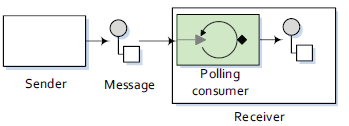 Sender
Message
Polling
consumer
Receiver